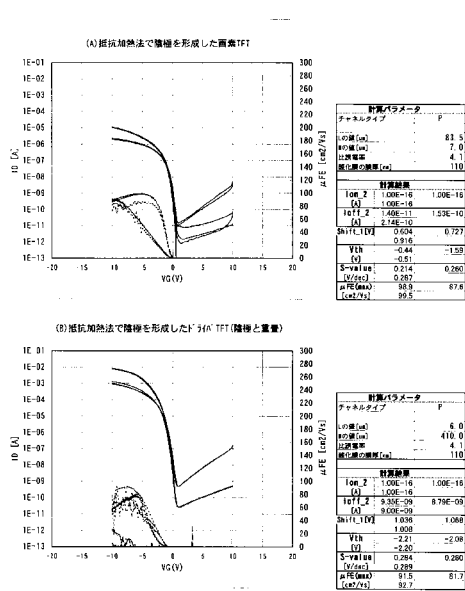 (A)抵抗加熱法で陰極を形成した画素TFT
1E-01
1E-02
1E-03
1E-04
1E-05
1E-06
1E-07
1E-08
1E-09
1E-10
1E-11
1E-12
1E-13
ID [A]
300
280
260
240
220
200
180
160
140
120
100
80
60
40
20
0
μFE [cm2/Vs]
-20 -15 -10 -5 0 5 10 15 20
VG(V)
計算パラメータ
チャネルタイプ P
Lの値[um] 83.5
Wの値[um] 7.0
比誘電率 4.1
酸化膜の膜厚[nm] 110
計算結果
Ion_2 1.00E-16 1.00E-16
[A] 1.00E-16
Ioff_2 1.40E-11 1.53E-10
[A] 2.14E-10
Shift_1[V] 0.604 0.727
0.916
Vth -0.44 -1.59
(V) -0.51
S-value 0.214 0.260
[V/dec] 0.287
μFE(max) 98.9 87.6
[cm2/Vs] 99.5
(B)抵抗加熱法で陰極を形成したドライバTFT(陰極と重畳)
1E-01
1E-02
1E-03
1E-04
1E-05
1E-06
1E-07
1E-08
1E-09
1E-10
1E-11
1E-12
1E-13
ID [A]
300
280
260
240
220
200
180
160
140
120
100
80
60
40
20
0
μFE [cm2/Vs]
-20 -15 -10 -5 0 5 10 15 20
VG(V)
計算パラメータ
チャネルタイプ P
Lの値[um] 6.0
Wの値[um] 410.0
比誘電率 4.1
酸化膜の膜厚[nm] 110
計算結果
Ion_2 1.00E-16 1.00E-16
[A] 1.00E-16
Ioff_2 9.35E-09 8.79E-09
[A] 9.00E-09
Shift_1[V] 1.036 1.068
1.008
Vth -2.21 -2.08
(V) -2.20
S-value 0.284 0.280
[V/dec] 0.289
μFE(max) 91.5 81.7
[cm2/Vs] 92.7